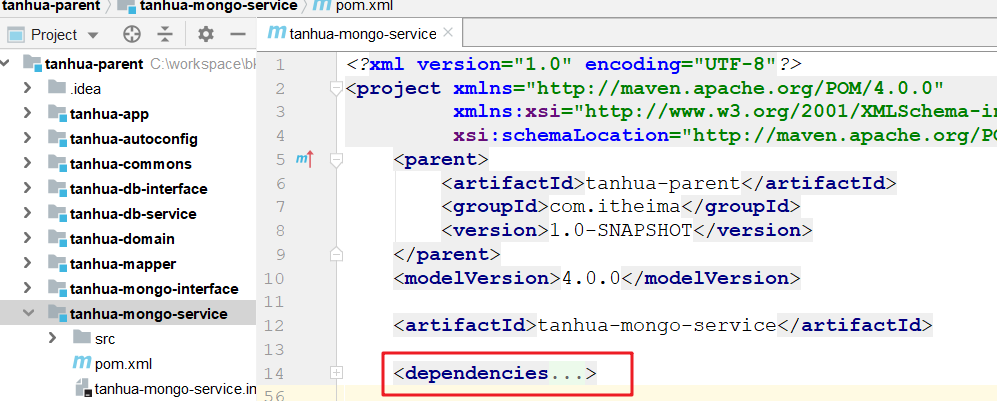 tanhua-parent tanhua-mongo-service pom.xml
Project tanhua-mongo-service
tanhua-parent C:\workspace\bl
.idea
tanhua-app
tanhua-autoconfig
tanhua-commons
tanhua-db-interface
tanhua-db-service
tanhua-domain
tanhua-mapper
tanhua-mongo-interface
tanhua-mongo-service
src
pom.xml
tanhua-mongo-service.im
1 <?xml version="1.0" encoding="UTF-8"?>
2 <project xmlns="http://maven.apache.org/POM/4.0.0"
3 xmlns:xsi="http://www.w3.org/2001/XMLSchema-in
4 xsi:schemaLocation="http://maven.apache.org/PO
5 <parent>
6 <artifactId>tanhua-parent</artifactId>
7 <groupId>com.itheima</groupId>
8 <version>1.0-SNAPSHOT</version>
9 </parent>
10 <modelVersion>4.0.0</modelVersion>
11
12 <artifactId>tanhua-mongo-service</artifactId>
13
14 <dependencies...>
56